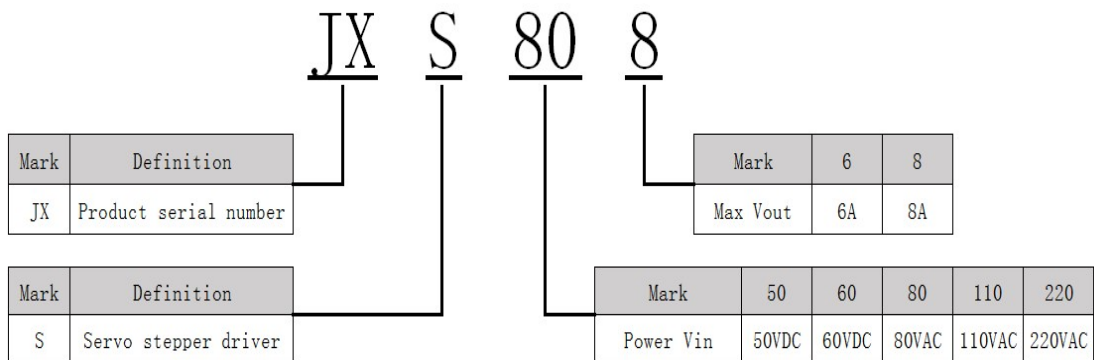 JX S 80 8
Mark Definition
JX Product serial number
Mark 6 8
Max Vout 6A 8A
Mark Definition
S Servo stepper driver
Mark 50 60 80 110 220
Power Vin 50VDC 60VDC 80VAC 110VAC 220VAC